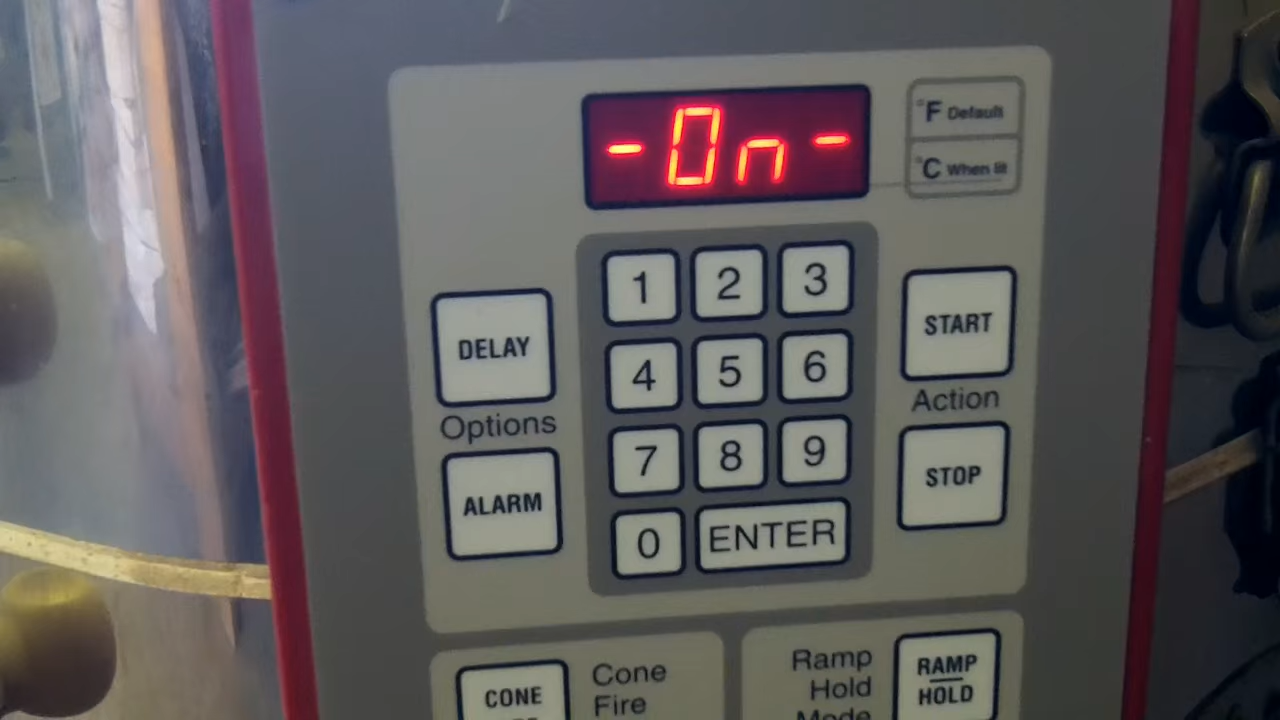 -On-
°F Default
°C When lit
1 2 3
DELAY
START
4 5 6
Action
Options
7 8 9
STOP
ALARM
0 ENTER
CONE
Cone
Fire
Ramp
Hold
Mode
RAMP
HOLD